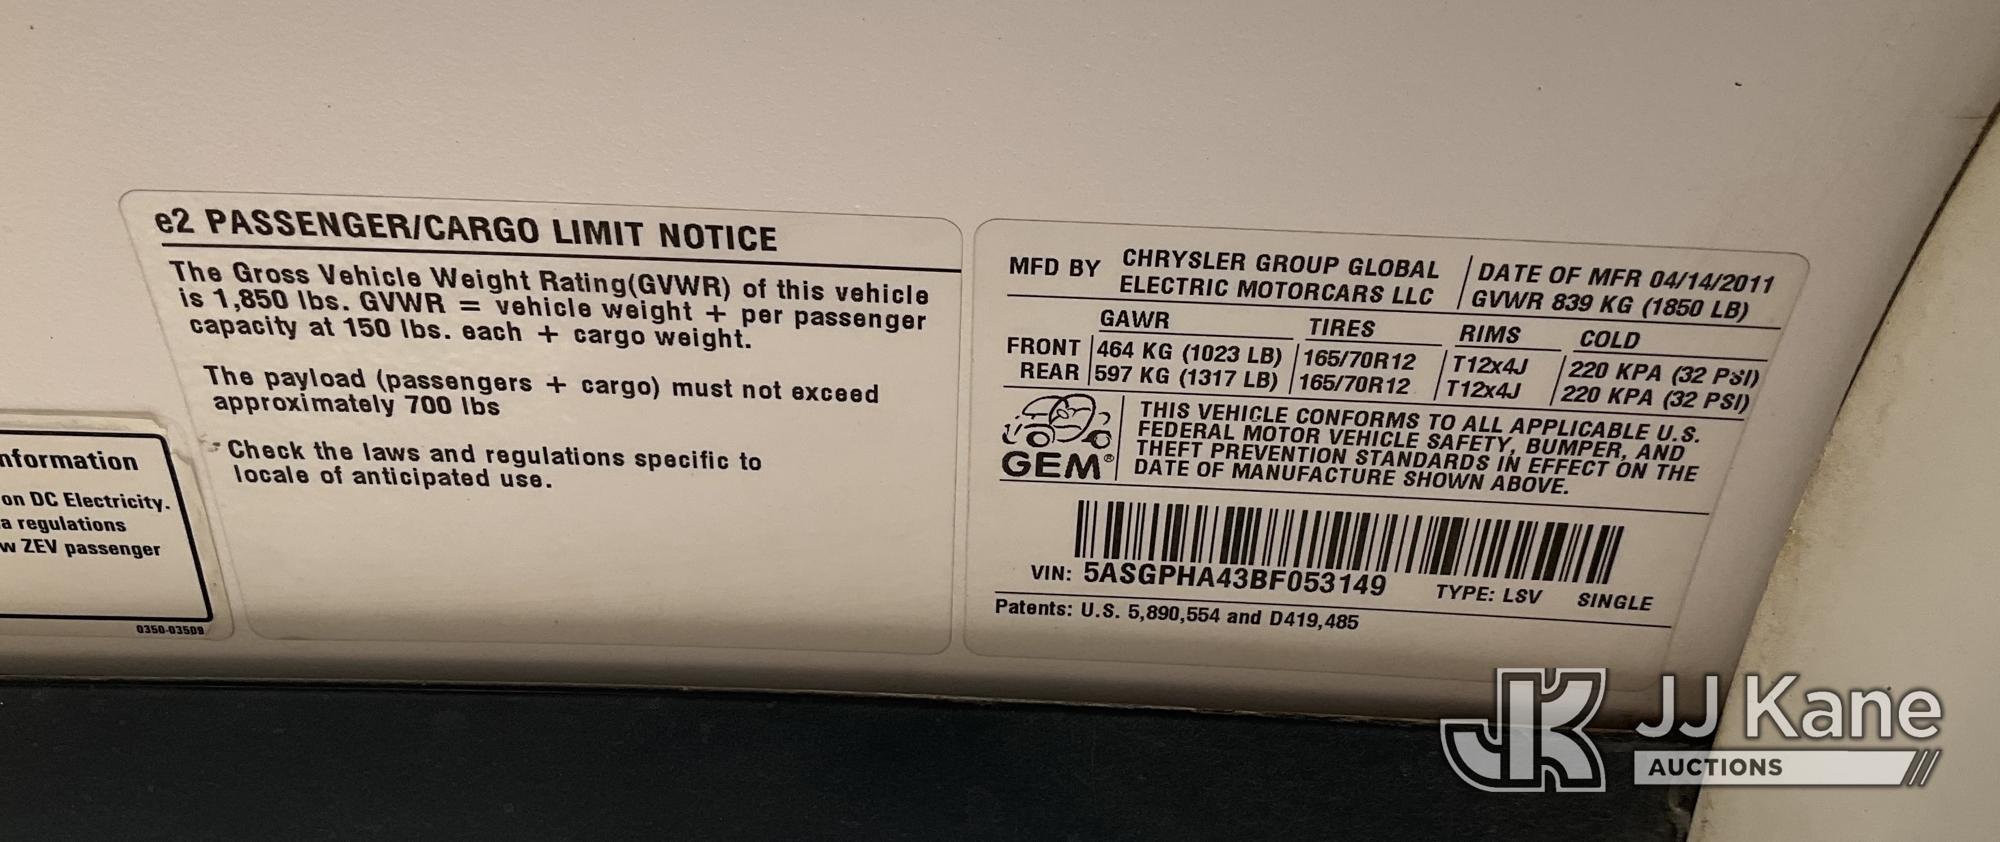 e2 PASSENGER/CARGO LIMIT NOTICE
The Gross Vehicle Weight Rating(GVWR) of this vehicle
is 1,850 lbs. GVWR = vehicle weight + per passenger
capacity at 150 lbs. each + cargo weight.
The payload (passengers + cargo) must not exceed
approximately 700 lbs
Check the laws and regulations specific to
locale of anticipated use.
nformation
on DC Electricity.
a regulations
w ZEV passenger
0350-03509
MFD BY CHRYSLER GROUP GLOBAL
ELECTRIC MOTORCARS LLC
DATE OF MFR 04/14/2011
GVWR 839 KG (1850 LB)
GAWR TIRES RIMS COLD
FRONT 464 KG (1023 LB) 165/70R12 T12x4J 220 KPA (32 PSI)
REAR 597 KG (1317 LB) 165/70R12 T12x4J 220 KPA (32 PSI)
GEM®
THIS VEHICLE CONFORMS TO ALL APPLICABLE U.S.
FEDERAL MOTOR VEHICLE SAFETY, BUMPER, AND
THEFT PREVENTION STANDARDS IN EFFECT ON THE
DATE OF MANUFACTURE SHOWN ABOVE.
VIN: 5ASGPHA43BF053149 TYPE: LSV SINGLE
Patents: U.S. 5,890,554 and D419,485
JK JJ Kane
AUCTIONS